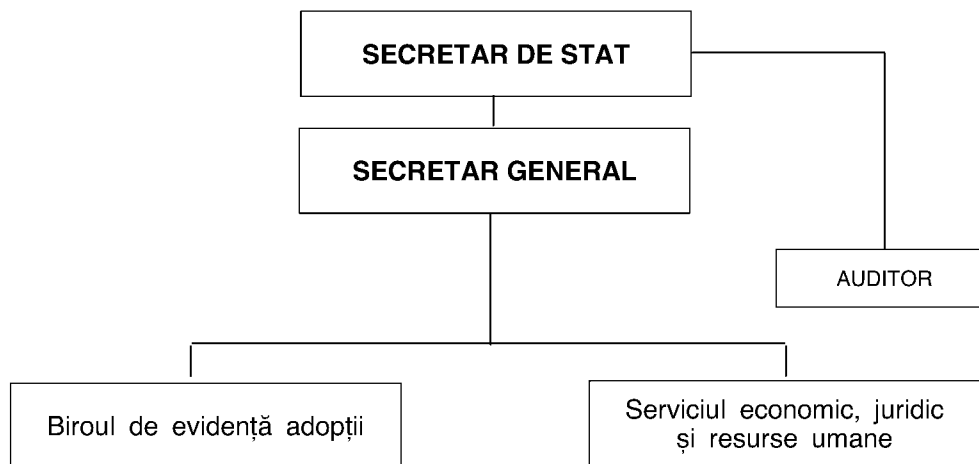 SECRETAR DE STAT
SECRETAR GENERAL
AUDITOR
Biroul de evidență adopții
Serviciul economic, juridic
și resurse umane